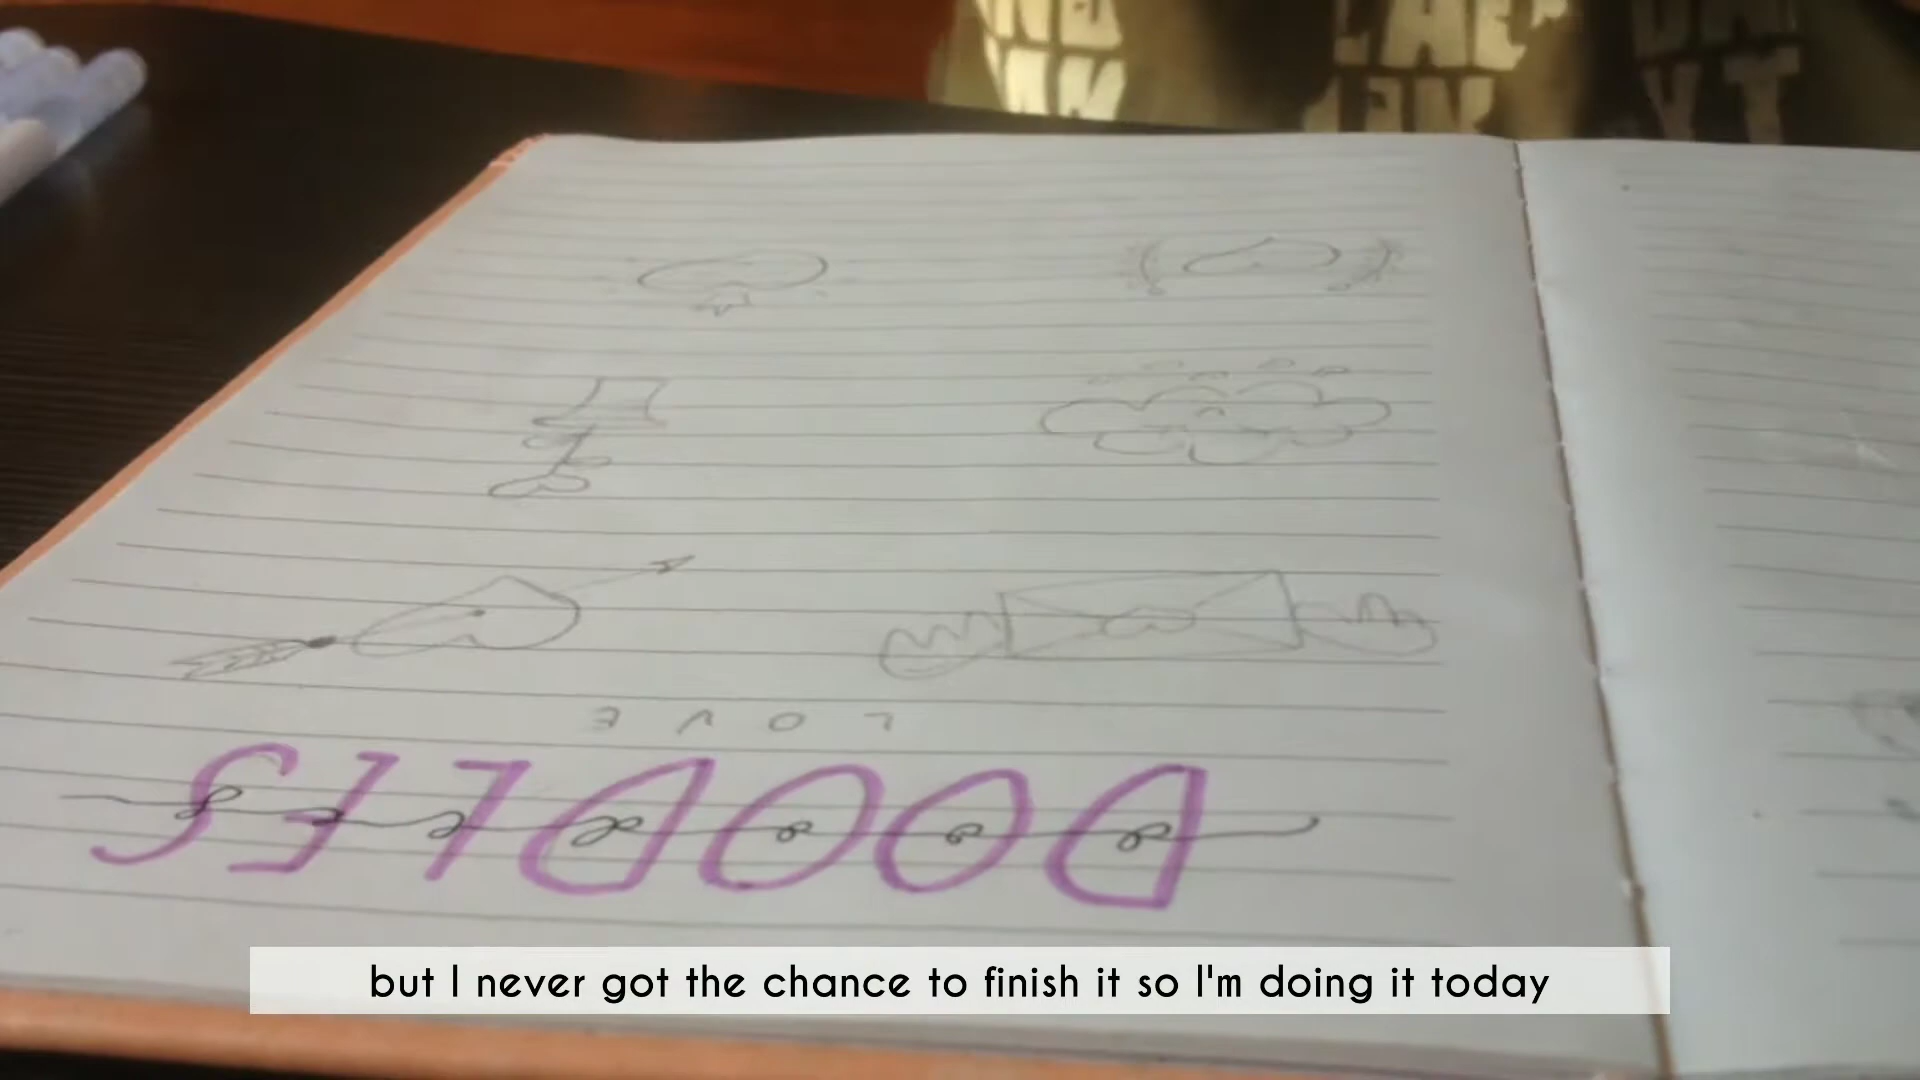 LOVE
DOODLES
but I never got the chance to finish it so I'm doing it today